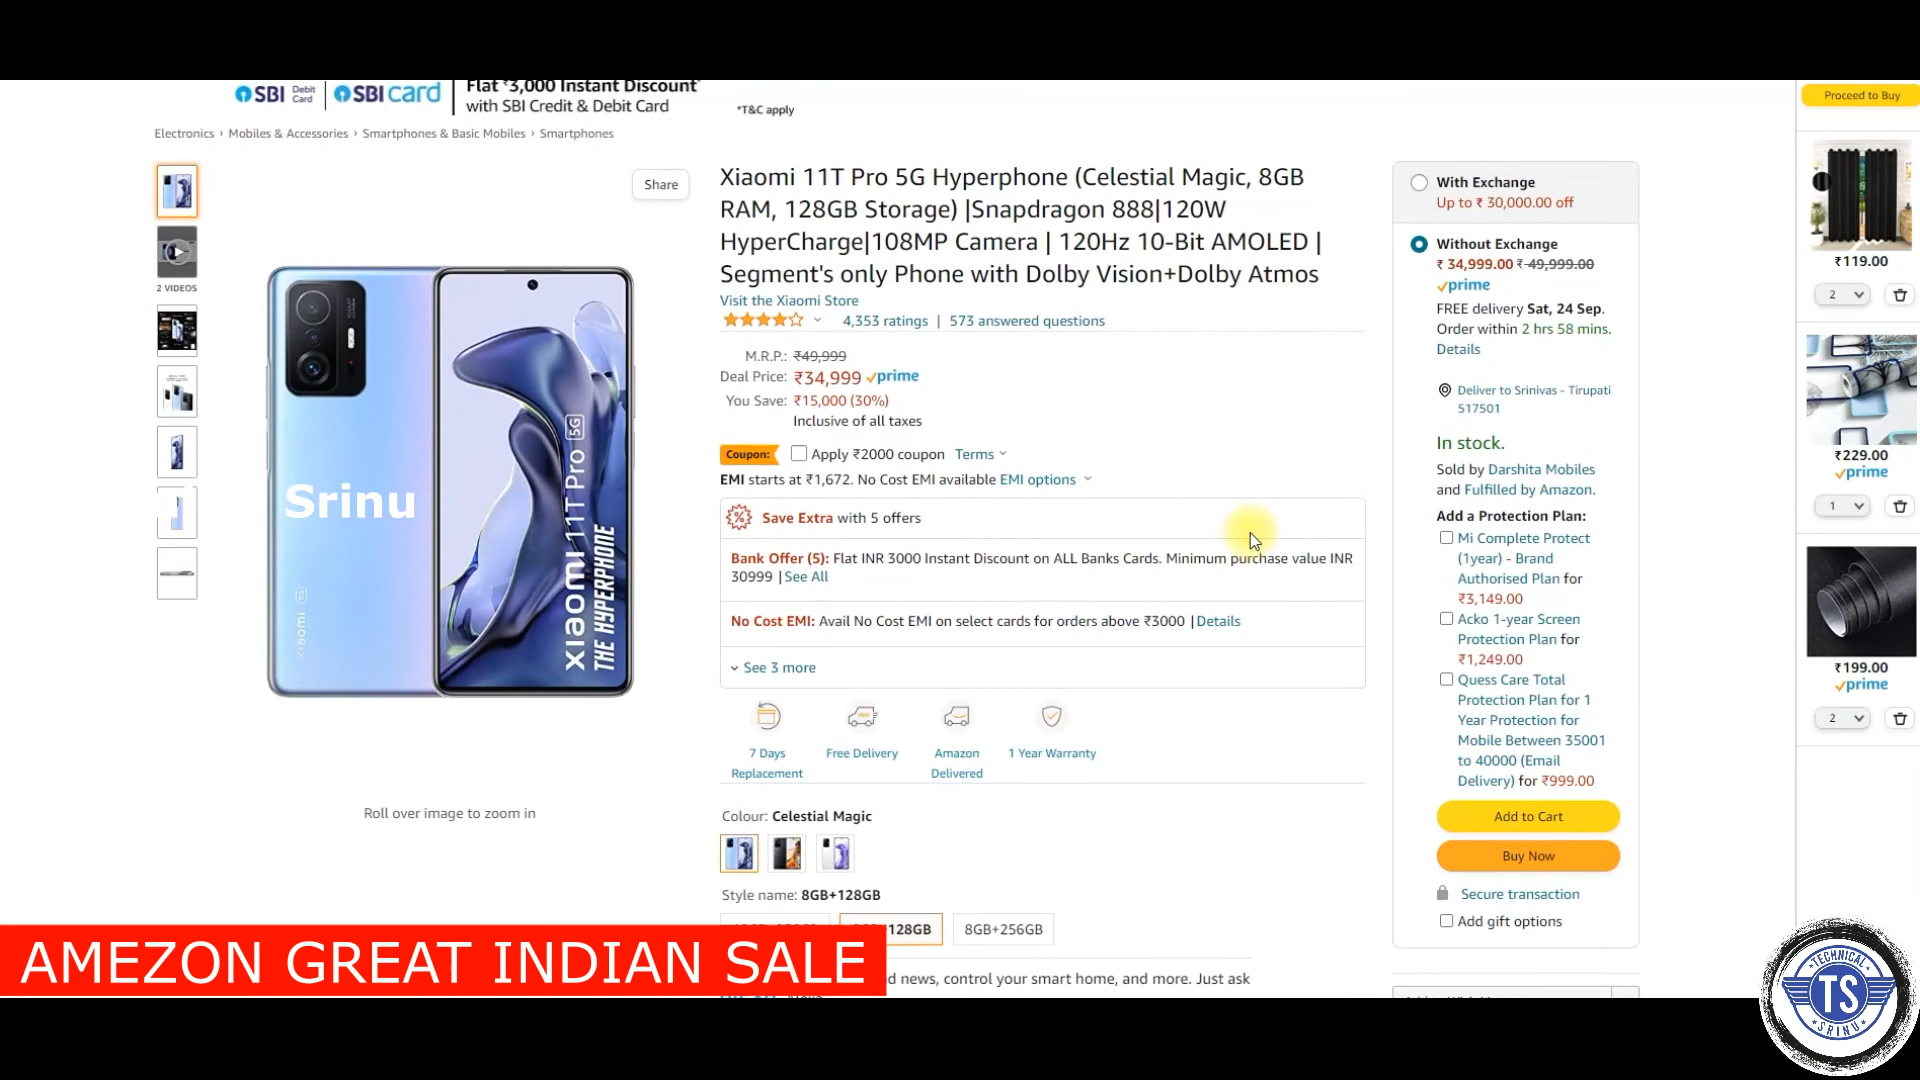 SBI Debit Card | SBI card | Flat ₹3,000 Instant Discount*
with SBI Credit & Debit Card
*T&C apply
Electronics › Mobiles & Accessories › Smartphones & Basic Mobiles › Smartphones
2 VIDEOS
Share
Srinu
xiaomi
Xiaomi 11T Pro 5G
THE HYPERPHONE
Roll over image to zoom in
Xiaomi 11T Pro 5G Hyperphone (Celestial Magic, 8GB
RAM, 128GB Storage) |Snapdragon 888|120W
HyperCharge|108MP Camera | 120Hz 10-Bit AMOLED |
Segment's only Phone with Dolby Vision+Dolby Atmos
Visit the Xiaomi Store
4,353 ratings | 573 answered questions
M.R.P.: ₹49,999
Deal Price: ₹34,999 prime
You Save: ₹15,000 (30%)
Inclusive of all taxes
Coupon: Apply ₹2000 coupon Terms
EMI starts at ₹1,672. No Cost EMI available EMI options
Save Extra with 5 offers
Bank Offer (5): Flat INR 3000 Instant Discount on ALL Banks Cards. Minimum purchase value INR
30999 | See All
No Cost EMI: Avail No Cost EMI on select cards for orders above ₹3000 | Details
See 3 more
7 Days
Replacement
Free Delivery
Amazon
Delivered
1 Year Warranty
Colour: Celestial Magic
Style name: 8GB+128GB
128GB
8GB+256GB
d news, control your smart home, and more. Just ask
With Exchange
Up to ₹ 30,000.00 off
Without Exchange
₹ 34,999.00 ₹ 49,999.00
prime
FREE delivery Sat, 24 Sep.
Order within 2 hrs 58 mins.
Details
Deliver to Srinivas - Tirupati
517501
In stock.
Sold by Darshita Mobiles
and Fulfilled by Amazon.
Add a Protection Plan:
Mi Complete Protect
(1year) - Brand
Authorised Plan for
₹3,149.00
Acko 1-year Screen
Protection Plan for
₹1,249.00
Quess Care Total
Protection Plan for 1
Year Protection for
Mobile Between 35001
to 40000 (Email
Delivery) for ₹999.00
Add to Cart
Buy Now
Secure transaction
Add gift options
Proceed to Buy
₹119.00
2
₹229.00
prime
1
₹199.00
prime
2
AMEZON GREAT INDIAN SALE
TECHNICAL
TS
SRINU